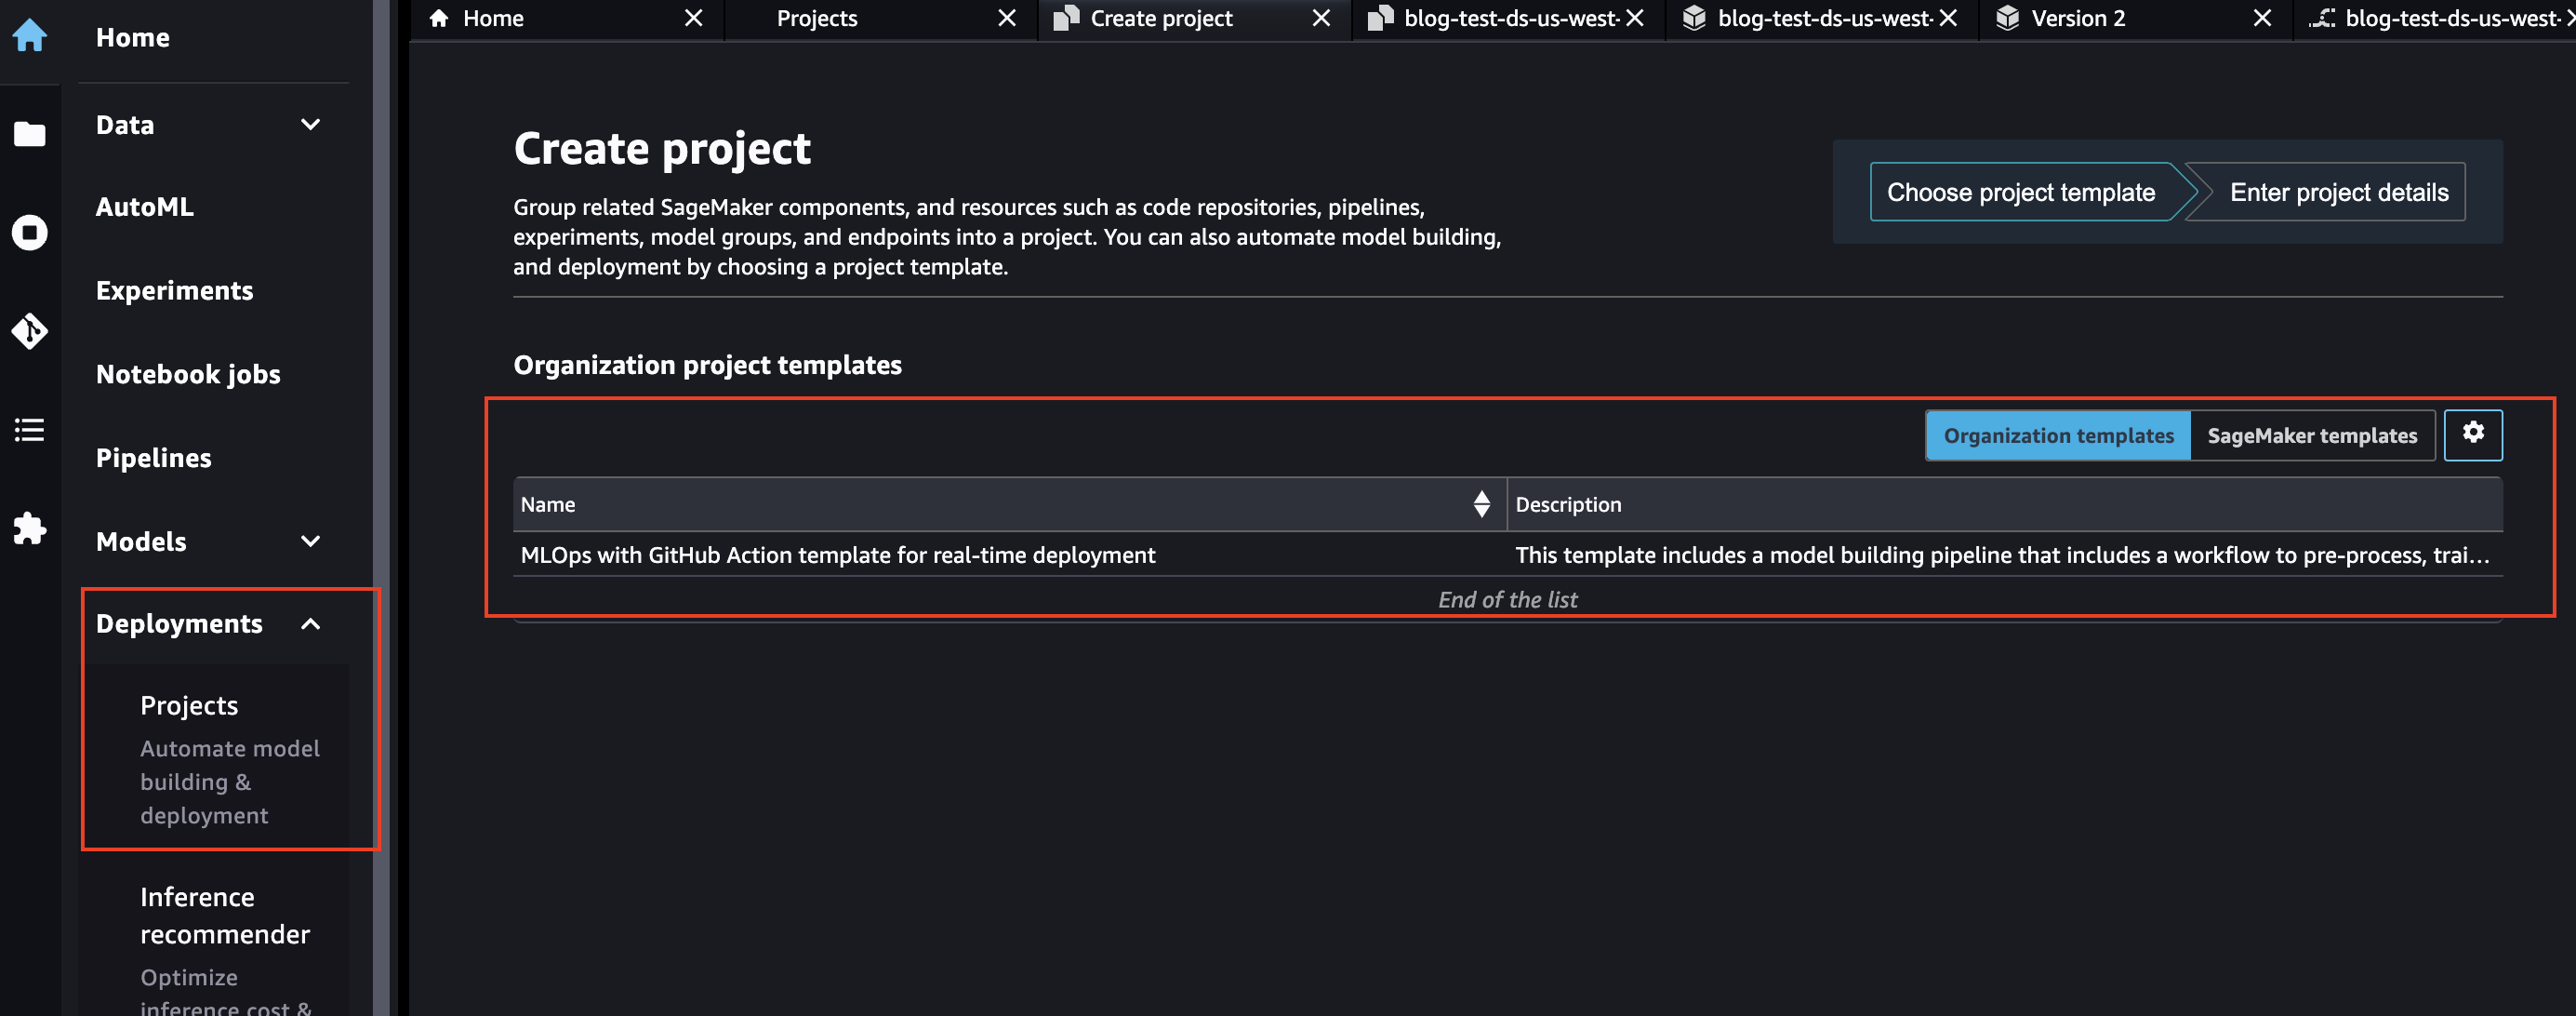 Home
Projects
Create project
blog-test-ds-us-west-
blog-test-ds-us-west-
Version 2
blog-test-ds-us-west-
Home
Data
AutoML
Experiments
Notebook jobs
Pipelines
Models
Deployments
Projects
Automate model
building &
deployment
Inference
recommender
Optimize
inference cost &
Create project
Group related SageMaker components, and resources such as code repositories, pipelines,
experiments, model groups, and endpoints into a project. You can also automate model building,
and deployment by choosing a project template.
Choose project template
Enter project details
Organization project templates
Organization templates
SageMaker templates
Name
Description
MLOps with GitHub Action template for real-time deployment
This template includes a model building pipeline that includes a workflow to pre-process, trai...
End of the list